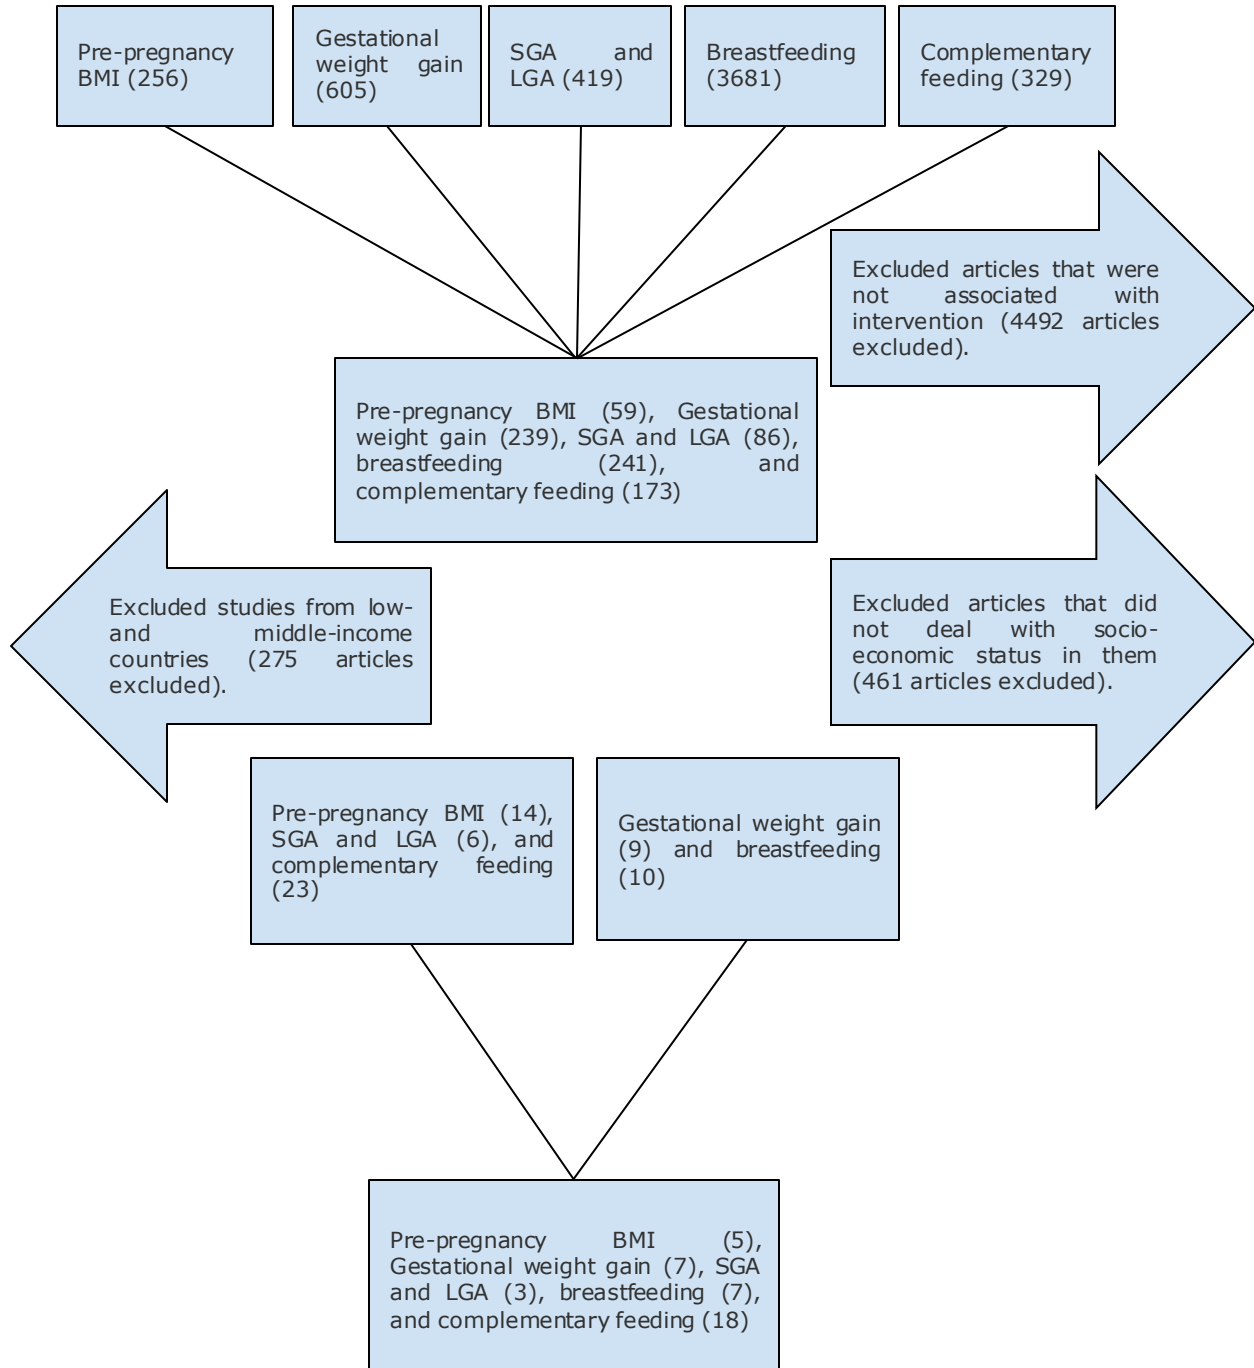 Pre-pregnancy
BMI (256)
Gestational
weight gain
(605)
SGA and
LGA (419)
Breastfeeding
(3681)
Complementary
feeding (329)
Excluded articles that were
not associated with
intervention (4492 articles
excluded).
Pre-pregnancy BMI (59), Gestational
weight gain (239), SGA and LGA (86),
breastfeeding (241), and
complementary feeding (173)
Excluded studies from low-
and middle-income
countries (275 articles
excluded).
Excluded articles that did
not deal with socio-
economic status in them
(461 articles excluded).
Pre-pregnancy BMI (14),
SGA and LGA (6), and
complementary feeding
(23)
Gestational weight gain
(9) and breastfeeding
(10)
Pre-pregnancy BMI (5),
Gestational weight gain (7), SGA
and LGA (3), breastfeeding (7),
and complementary feeding (18)